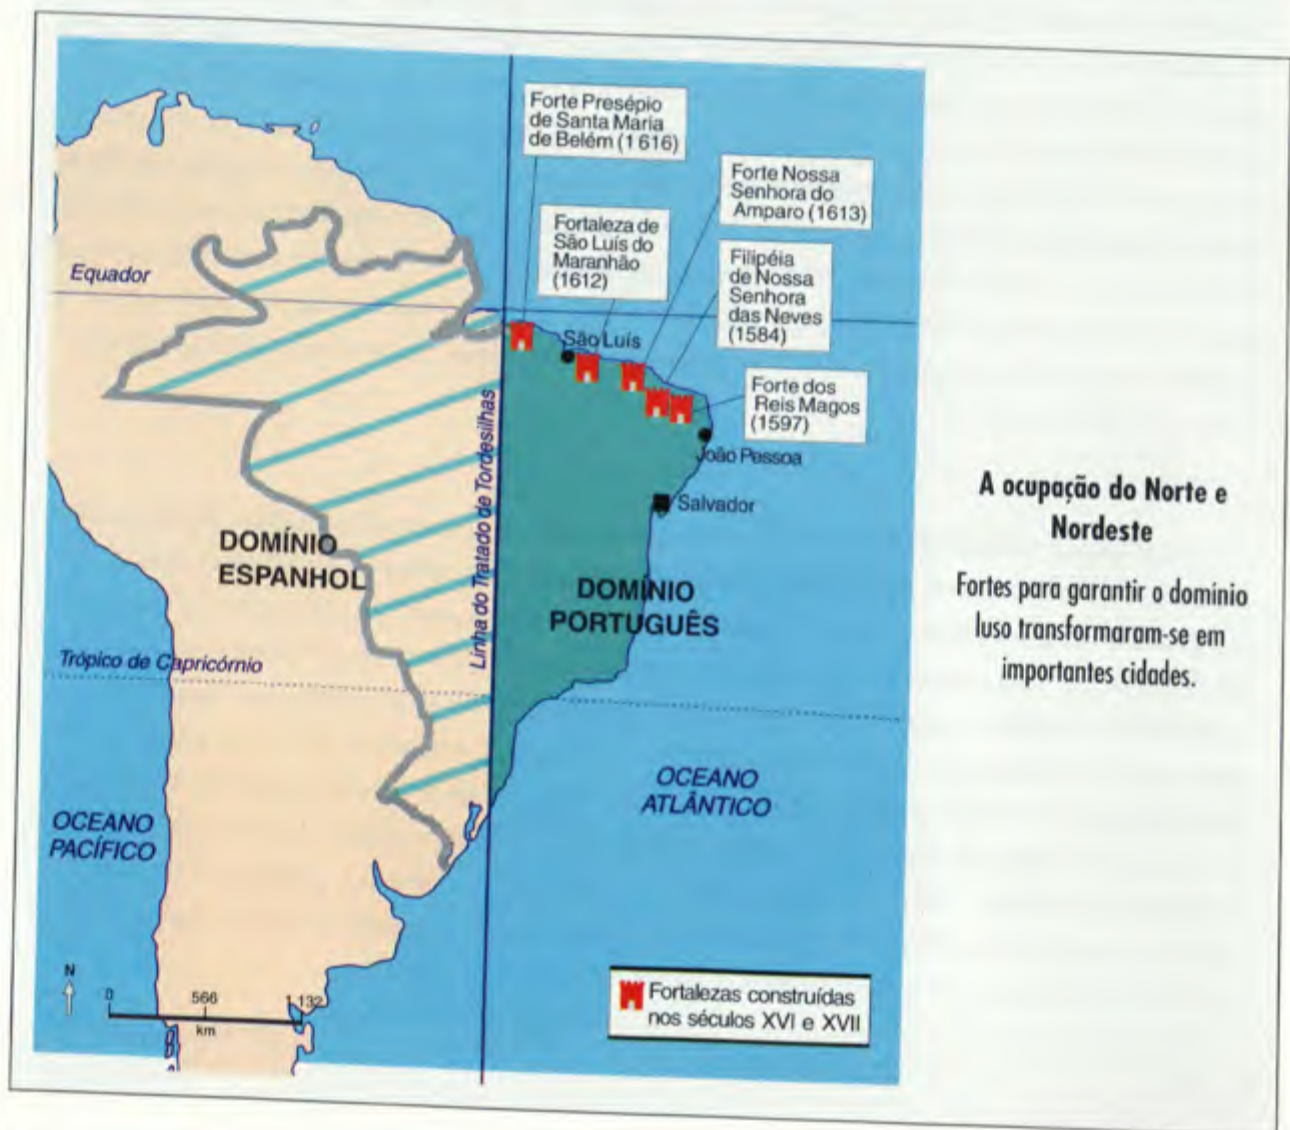 Forte Presépio
de Santa Maria
de Belém (1 616)
Forte Nossa
Senhora do
Amparo (1613)
Fortaleza de
São Luís do
Maranhão
(1612)
Filipéia
de Nossa
Senhora
das Neves
(1584)
Equador
São Luís
Forte dos
Reis Magos
(1597)
João Pessoa
Salvador
Linha do Tratado de Tordesilhas
DOMÍNIO
ESPANHOL
DOMÍNIO
PORTUGUÊS
Trópico de Capricórnio
OCEANO
PACÍFICO
OCEANO
ATLÂNTICO
N
0 566 1 132
km
Fortalezas construídas
nos séculos XVI e XVII
A ocupação do Norte e
Nordeste
Fortes para garantir o domínio
luso transformaram-se em
importantes cidades.